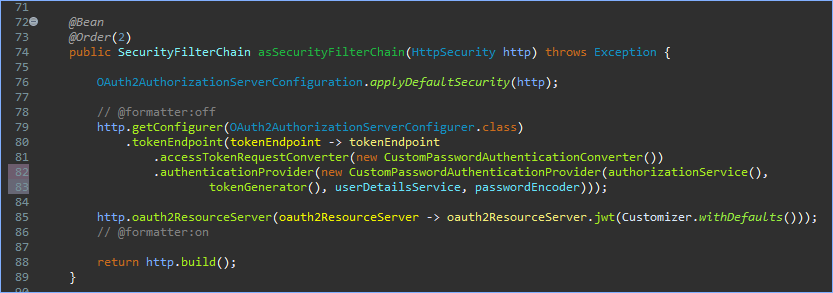 71
72 @Bean
73 @Order(2)
74 public SecurityFilterChain asSecurityFilterChain(HttpSecurity http) throws Exception {
75
76 OAuth2AuthorizationServerConfiguration.applyDefaultSecurity(http);
77
78 // @formatter:off
79 http.getConfigurer(OAuth2AuthorizationServerConfigurer.class)
80 .tokenEndpoint(tokenEndpoint -> tokenEndpoint
81 .accessTokenRequestConverter(new CustomPasswordAuthenticationConverter())
82 .authenticationProvider(new CustomPasswordAuthenticationProvider(authorizationService(),
83 tokenGenerator(), userDetailsService, passwordEncoder)));
84
85 http.oauth2ResourceServer(oauth2ResourceServer -> oauth2ResourceServer.jwt(Customizer.withDefaults()));
86 // @formatter:on
87
88 return http.build();
89 }
90